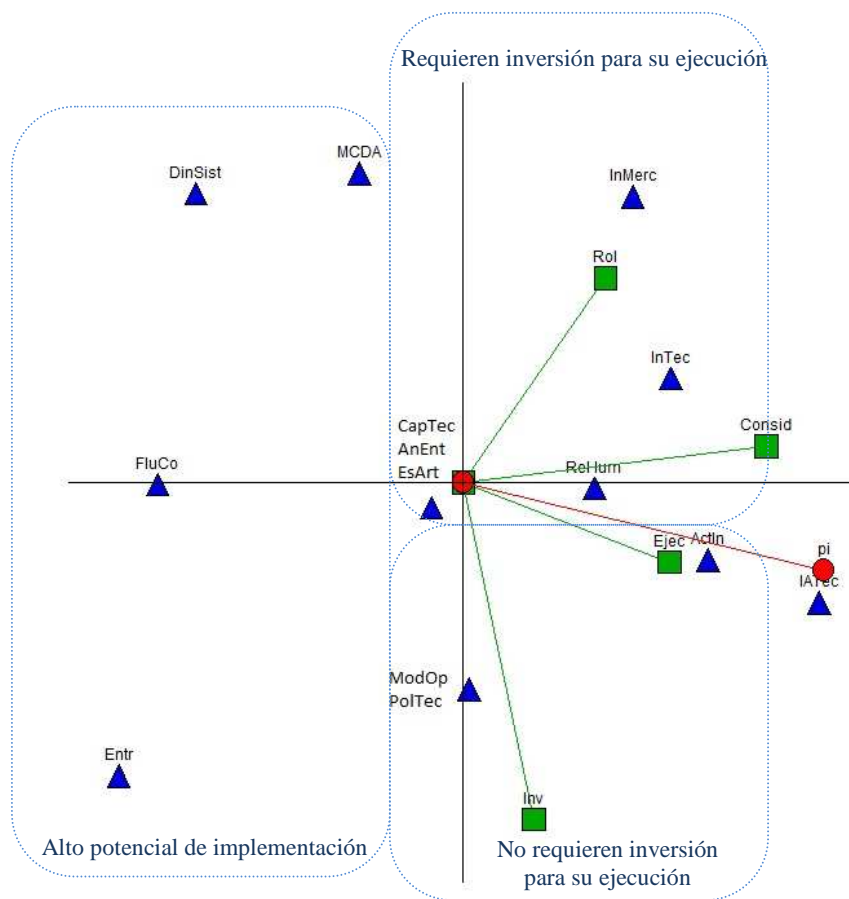 Requieren inversión para su ejecución
MCDA
DinSist
InMerc
RoI
InTec
CapTec
AnEnt
EsArt
Consid
FluCo
ReHum
Ejec
ActIn
pi
IATec
ModOp
PolTec
Entr
Inv
Alto potencial de implementación
No requieren inversión
para su ejecución